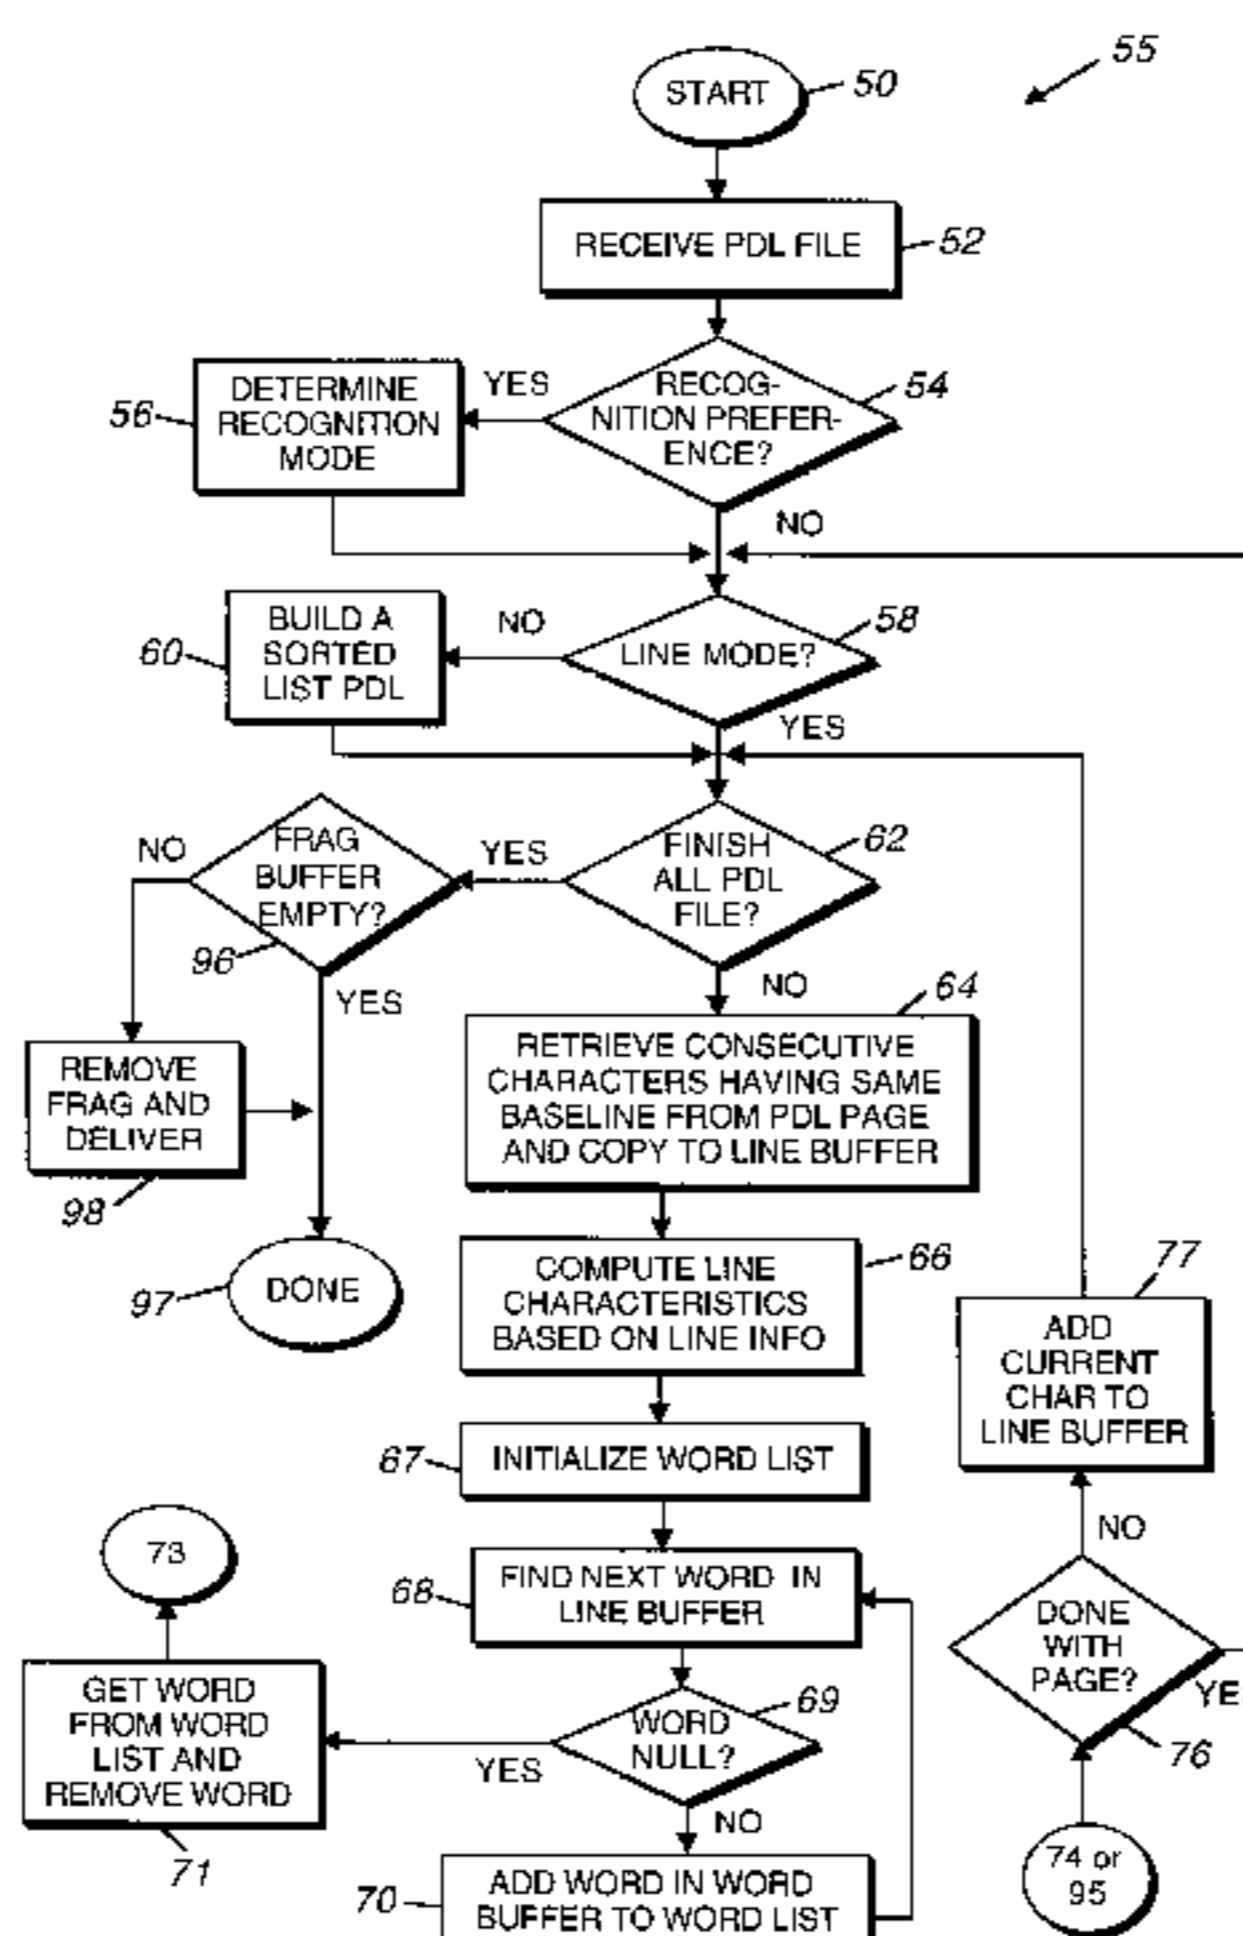 55
START
50
RECEIVE PDL FILE
52
RECOG-
NITION PREFER-
ENCE?
54
YES
DETERMINE
RECOGNITION
MODE
56
NO
LINE MODE?
58
NO
BUILD A
SORTED
LIST PDL
60
YES
FINISH
ALL PDL
FILE?
62
YES
FRAG
BUFFER
EMPTY?
96
NO
YES
REMOVE
FRAG AND
DELIVER
98
DONE
97
NO
64
RETRIEVE CONSECUTIVE
CHARACTERS HAVING SAME
BASELINE FROM PDL PAGE
AND COPY TO LINE BUFFER
COMPUTE LINE
CHARACTERISTICS
BASED ON LINE INFO
66
INITIALIZE WORD LIST
67
FIND NEXT WORD IN
LINE BUFFER
68
WORD
NULL?
69
YES
GET WORD
FROM WORD
LIST AND
REMOVE WORD
71
73
NO
ADD WORD IN WORD
BUFFER TO WORD LIST
70
77
ADD
CURRENT
CHAR TO
LINE BUFFER
NO
DONE
WITH
PAGE?
YE
76
74 or
95